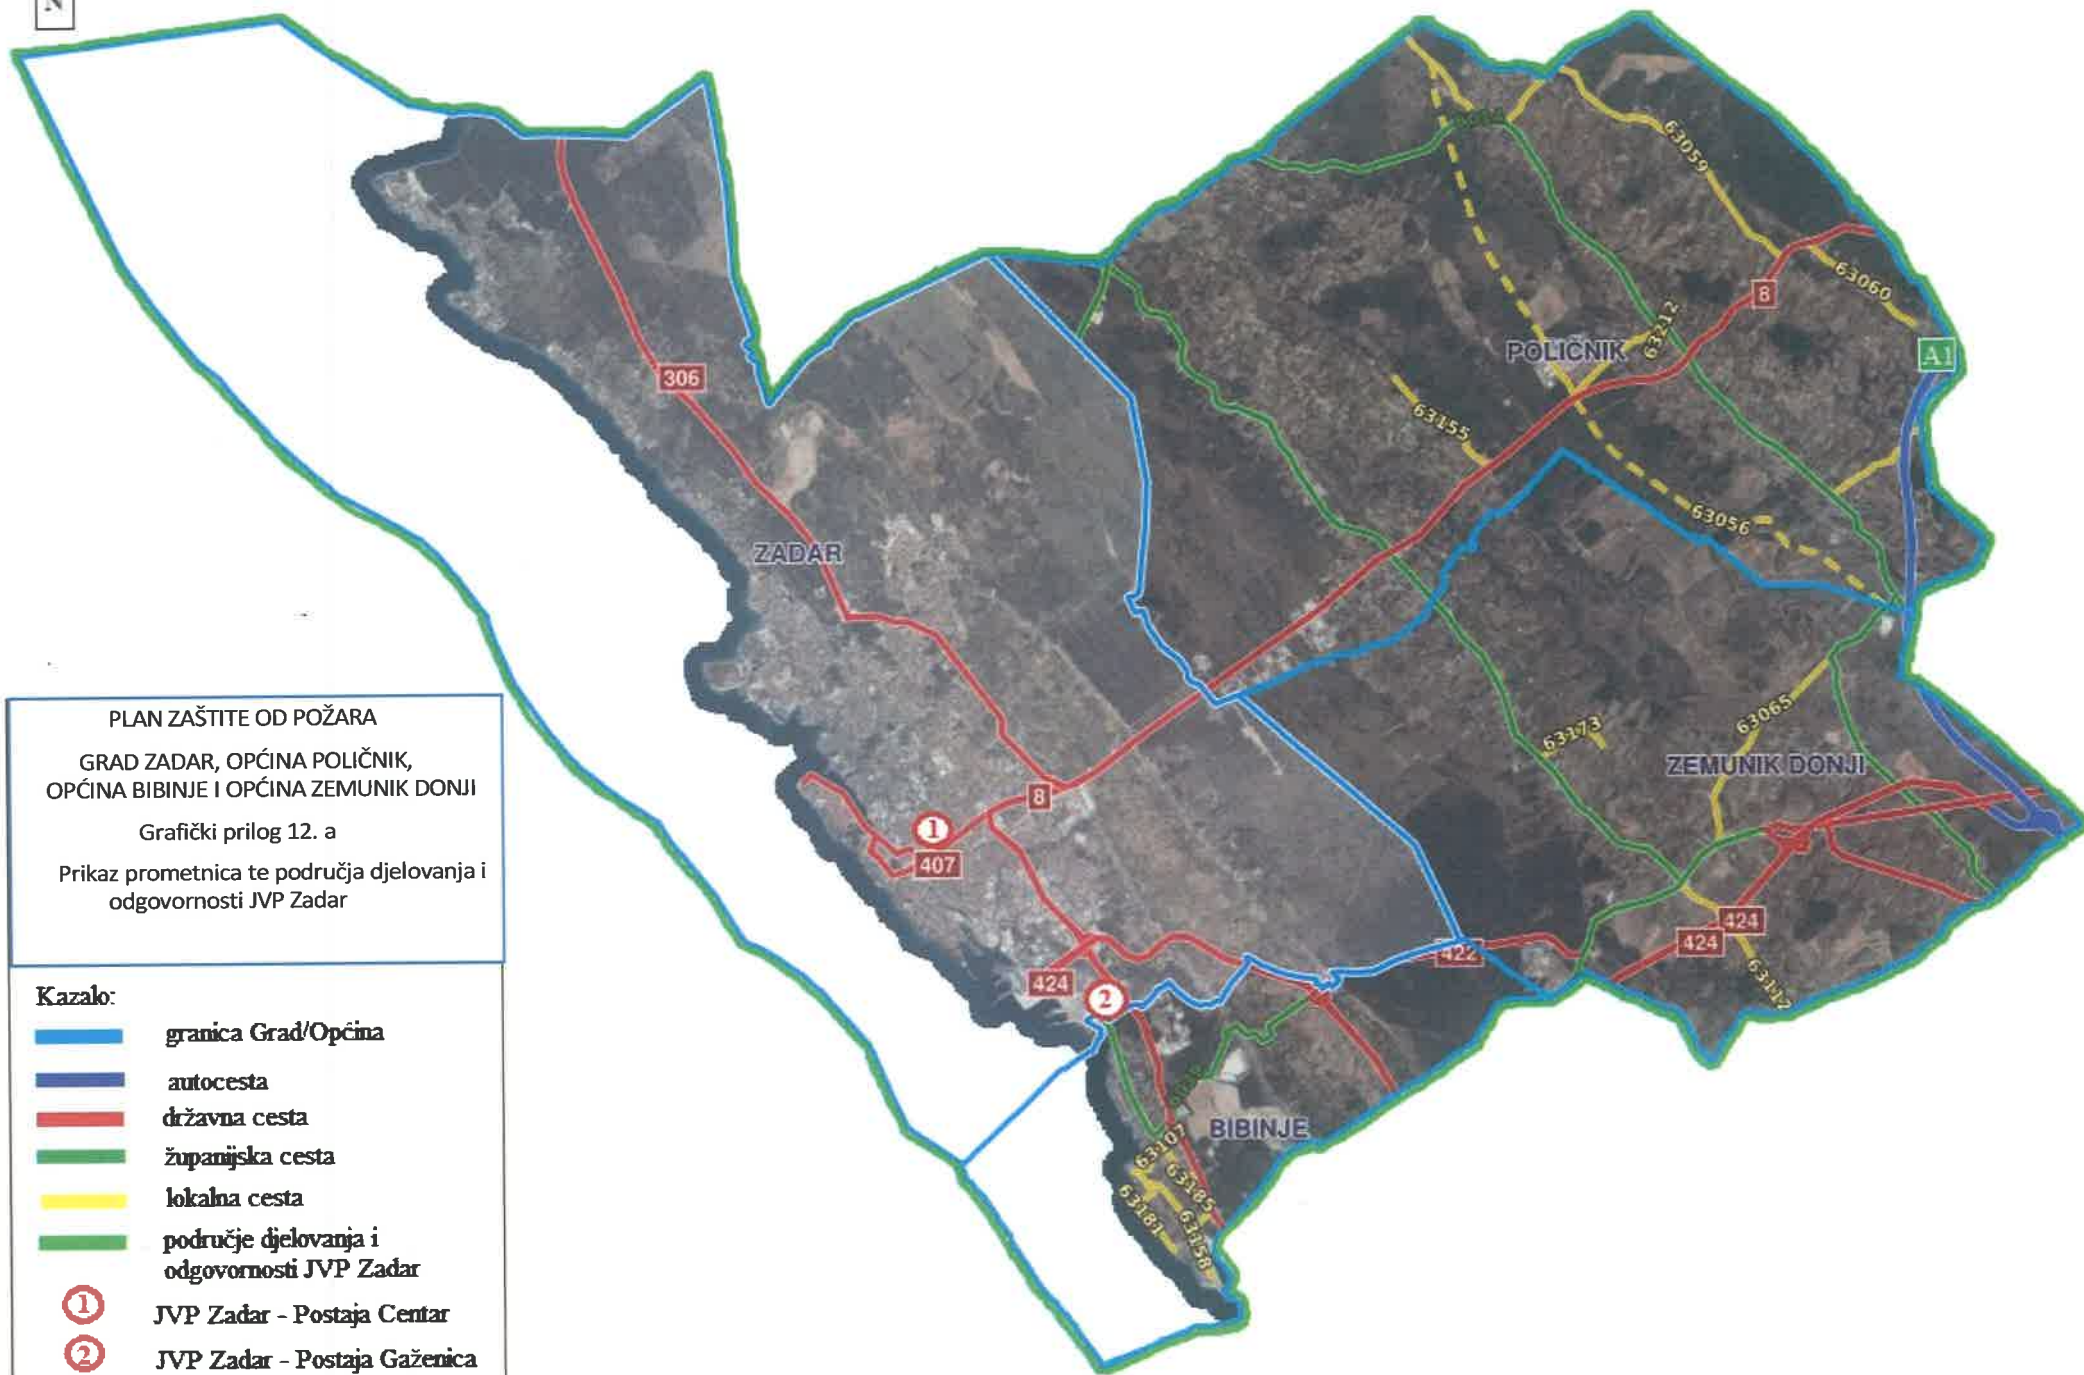 N
306
ZADAR
63059
63060
8
A1
63212
POLIČNIK
63155
63056
63065
63173
ZEMUNIK DONJI
8
1
407
424
2
422
424
424
63112
BIBINJE
63107
63185
63181
63158
PLAN ZAŠTITE OD POŽARA
GRAD ZADAR, OPĆINA POLIČNIK,
OPĆINA BIBINJE I OPĆINA ZEMUNIK DONJI
Grafički prilog 12. a
Prikaz prometnica te područja djelovanja i
odgovornosti JVP Zadar
Kazalo:
granica Grad/Općina
autocesta
državna cesta
županijska cesta
lokalna cesta
područje djelovanja i
odgovornosti JVP Zadar
1 JVP Zadar - Postaja Centar
2 JVP Zadar - Postaja Gaženica